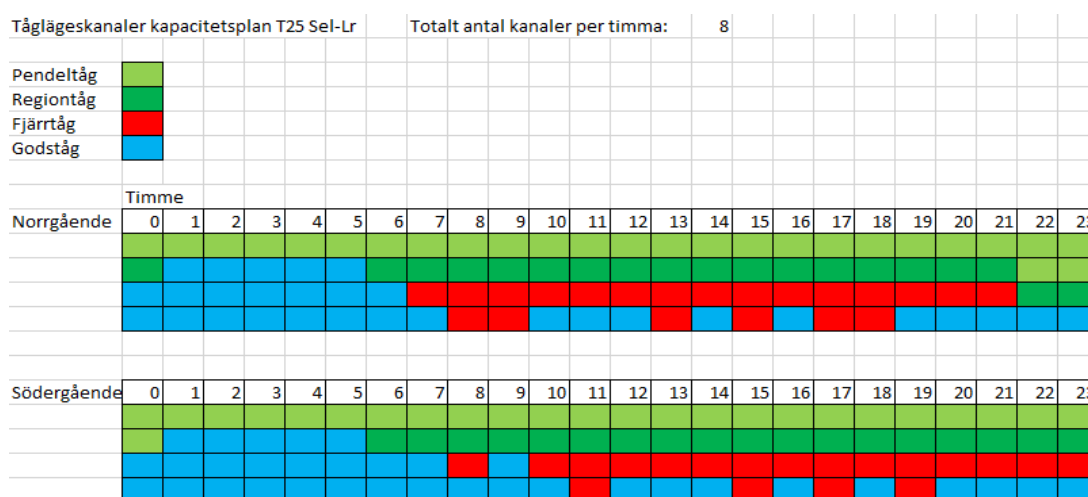 Tåglägeskanaler kapacitetsplan T25 Sel-Lr Totalt antal kanaler per timma: 8
Pendeltåg
Regiontåg
Fjärrtåg
Godståg
Timme
Norrgående 0 1 2 3 4 5 6 7 8 9 10 11 12 13 14 15 16 17 18 19 20 21 22 23
Södergående 0 1 2 3 4 5 6 7 8 9 10 11 12 13 14 15 16 17 18 19 20 21 22 23